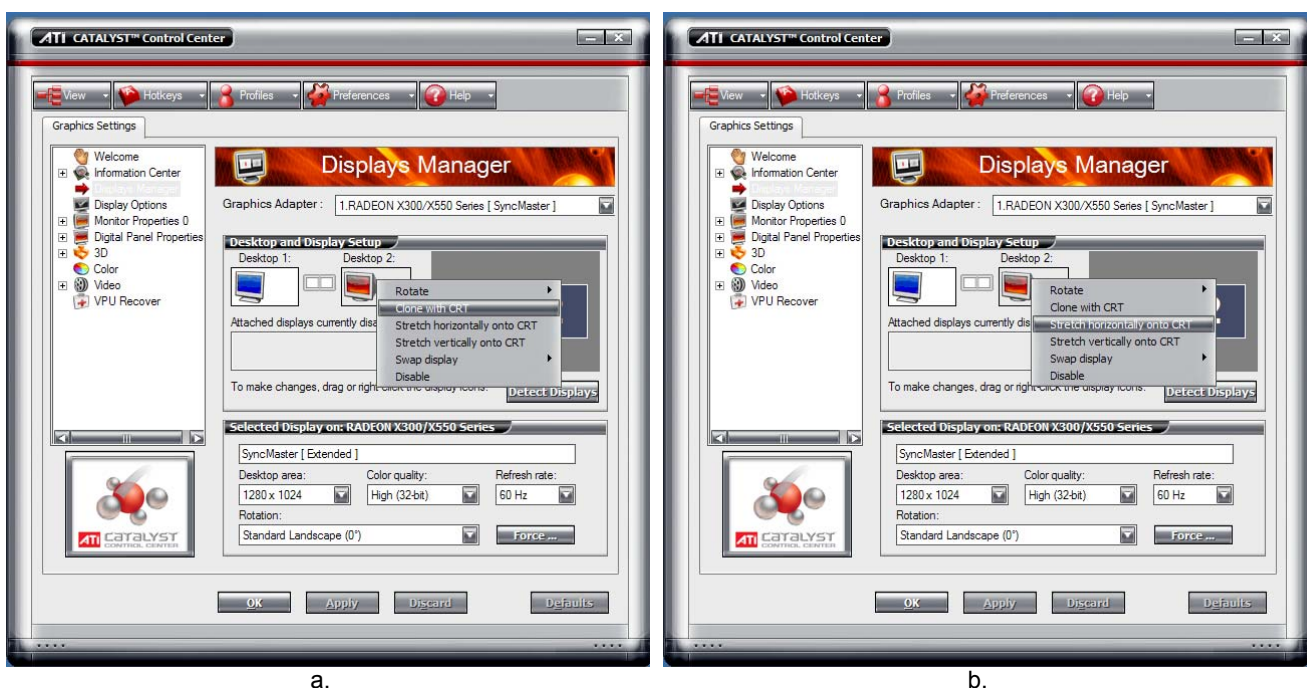 ATI CATALYST™ Control Center
View Hotkeys Profiles Preferences Help
Graphics Settings
Welcome
Information Center
Displays Manager
Display Options
Monitor Properties 0
Digital Panel Properties
3D
Color
Video
VPU Recover
ATI CATALYST
CONTROL CENTER
Displays Manager
Graphics Adapter : 1.RADEON X300/X550 Series [ SyncMaster ]
Desktop and Display Setup
Desktop 1: Desktop 2:
Rotate
Clone with CRT
Stretch horizontally onto CRT
Stretch vertically onto CRT
Swap display
Disable
Attached displays currently
To make changes, drag or right-click the display icons.
Detect Displays
Selected Display on: RADEON X300/X550 Series
SyncMaster [ Extended ]
Desktop area: Color quality: Refresh rate:
1280 x 1024 High (32-bit) 60 Hz
Rotation:
Standard Landscape (0°) Force ...
OK Apply Discard Defaults
a.
ATI CATALYST™ Control Center
View Hotkeys Profiles Preferences Help
Graphics Settings
Welcome
Information Center
Displays Manager
Display Options
Monitor Properties 0
Digital Panel Properties
3D
Color
Video
VPU Recover
ATI CATALYST
CONTROL CENTER
Displays Manager
Graphics Adapter : 1.RADEON X300/X550 Series [ SyncMaster ]
Desktop and Display Setup
Desktop 1: Desktop 2:
Rotate
Clone with CRT
Stretch horizontally onto CRT
Stretch vertically onto CRT
Swap display
Disable
2
Attached displays currently
To make changes, drag or right-click the display icons.
Detect Displays
Selected Display on: RADEON X300/X550 Series
SyncMaster [ Extended ]
Desktop area: Color quality: Refresh rate:
1280 x 1024 High (32-bit) 60 Hz
Rotation:
Standard Landscape (0°) Force ...
OK Apply Discard Defaults
b.